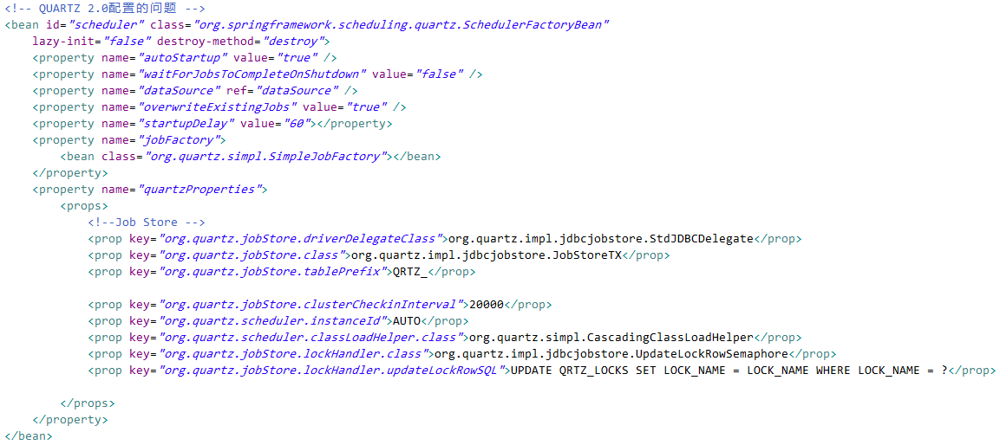 <!-- QUARTZ 2.0配置的问题 -->
<bean id="scheduler" class="org.springframework.scheduling.quartz.SchedulerFactoryBean"
    lazy-init="false" destroy-method="destroy">
    <property name="autoStartup" value="true" />
    <property name="waitForJobsToCompleteOnShutdown" value="false" />
    <property name="dataSource" ref="dataSource" />
    <property name="overwriteExistingJobs" value="true" />
    <property name="startupDelay" value="60"></property>
    <property name="jobFactory">
        <bean class="org.quartz.simpl.SimpleJobFactory"></bean>
    </property>
    <property name="quartzProperties">
        <props>
            <!--Job Store -->
            <prop key="org.quartz.jobStore.driverDelegateClass">org.quartz.impl.jdbcjobstore.StdJDBCDelegate</prop>
            <prop key="org.quartz.jobStore.class">org.quartz.impl.jdbcjobstore.JobStoreTX</prop>
            <prop key="org.quartz.jobStore.tablePrefix">QRTZ_</prop>
            <prop key="org.quartz.jobStore.clusterCheckinInterval">20000</prop>
            <prop key="org.quartz.scheduler.instanceId">AUTO</prop>
            <prop key="org.quartz.scheduler.classLoadHelper.class">org.quartz.simpl.CascadingClassLoadHelper</prop>
            <prop key="org.quartz.jobStore.lockHandler.class">org.quartz.impl.jdbcjobstore.UpdateLockRowSemaphore</prop>
            <prop key="org.quartz.jobStore.lockHandler.updateLockRowSQL">UPDATE QRTZ_LOCKS SET LOCK_NAME = LOCK_NAME WHERE LOCK_NAME = ?</prop>
        </props>
    </property>
</bean>